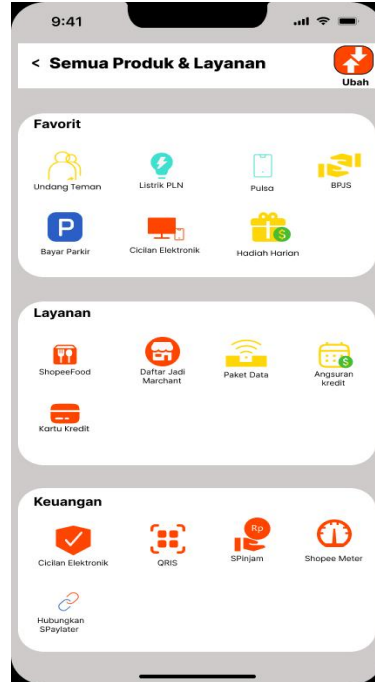 9:41
< Semua Produk & Layanan
Ubah
Favorit
Undang Teman
Listrik PLN
Pulsa
BPJS
P
Bayar Parkir
Cicilan Elektronik
$
Hadiah Harian
Layanan
ShopeeFood
Daftar Jadi
Marchant
Paket Data
$
Angsuran
kredit
Kartu Kredit
Keuangan
Cicilan Elektronik
QRIS
Rp
SPinjam
Shopee Meter
Hubungkan
SPaylater